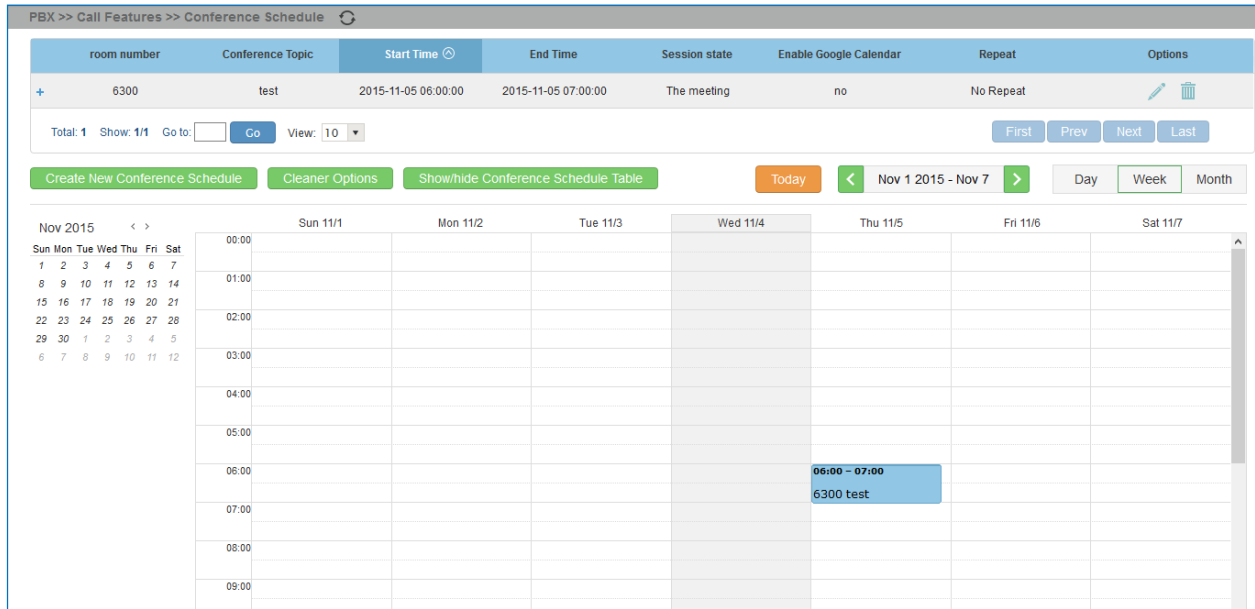 PBX >> Call Features >> Conference Schedule
room number Conference Topic Start Time End Time Session state Enable Google Calendar Repeat Options
+ 6300 test 2015-11-05 06:00:00 2015-11-05 07:00:00 The meeting no No Repeat
Total: 1 Show: 1/1 Go to: Go View: 10 First Prev Next Last
Create New Conference Schedule Cleaner Options Show/hide Conference Schedule Table Today < Nov 1 2015 - Nov 7 > Day Week Month
Nov 2015 < > Sun 11/1 Mon 11/2 Tue 11/3 Wed 11/4 Thu 11/5 Fri 11/6 Sat 11/7
Sun Mon Tue Wed Thu Fri Sat
1 2 3 4 5 6 7
8 9 10 11 12 13 14
15 16 17 18 19 20 21
22 23 24 25 26 27 28
29 30 1 2 3 4 5
6 7 8 9 10 11 12
00:00
01:00
02:00
03:00
04:00
05:00
06:00
07:00
08:00
09:00
06:00 – 07:00
6300 test